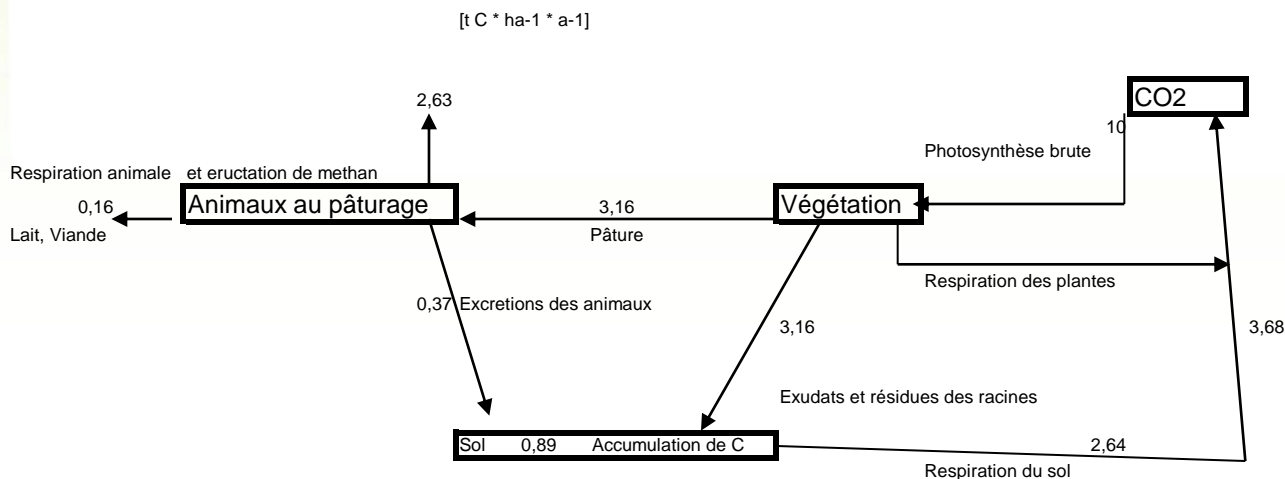 [t C * ha-1 * a-1]
2,63
CO2
10
Photosynthèse brute
Respiration animale et eructation de methan
Animaux au pâturage
Végétation
0,16
3,16
Lait, Viande
Pâture
Respiration des plantes
0,37 Excretions des animaux
3,16
3,68
Exudats et résidues des racines
Sol 0,89 Accumulation de C
2,64
Respiration du sol